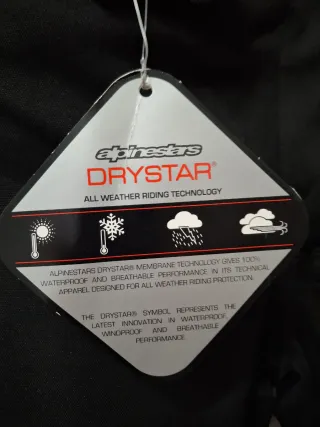 alpinestars
DRYSTAR®
ALL WEATHER RIDING TECHNOLOGY
ALPINESTARS DRYSTAR® MEMBRANE TECHNOLOGY GIVES 100%
WATERPROOF AND BREATHABLE PERFORMANCE IN ITS TECHNICAL
APPAREL DESIGNED FOR ALL WEATHER RIDING PROTECTION.
THE DRYSTAR® SYMBOL REPRESENTS THE
LATEST INNOVATION IN WATERPROOF,
WINDPROOF AND BREATHABLE
PERFORMANCE